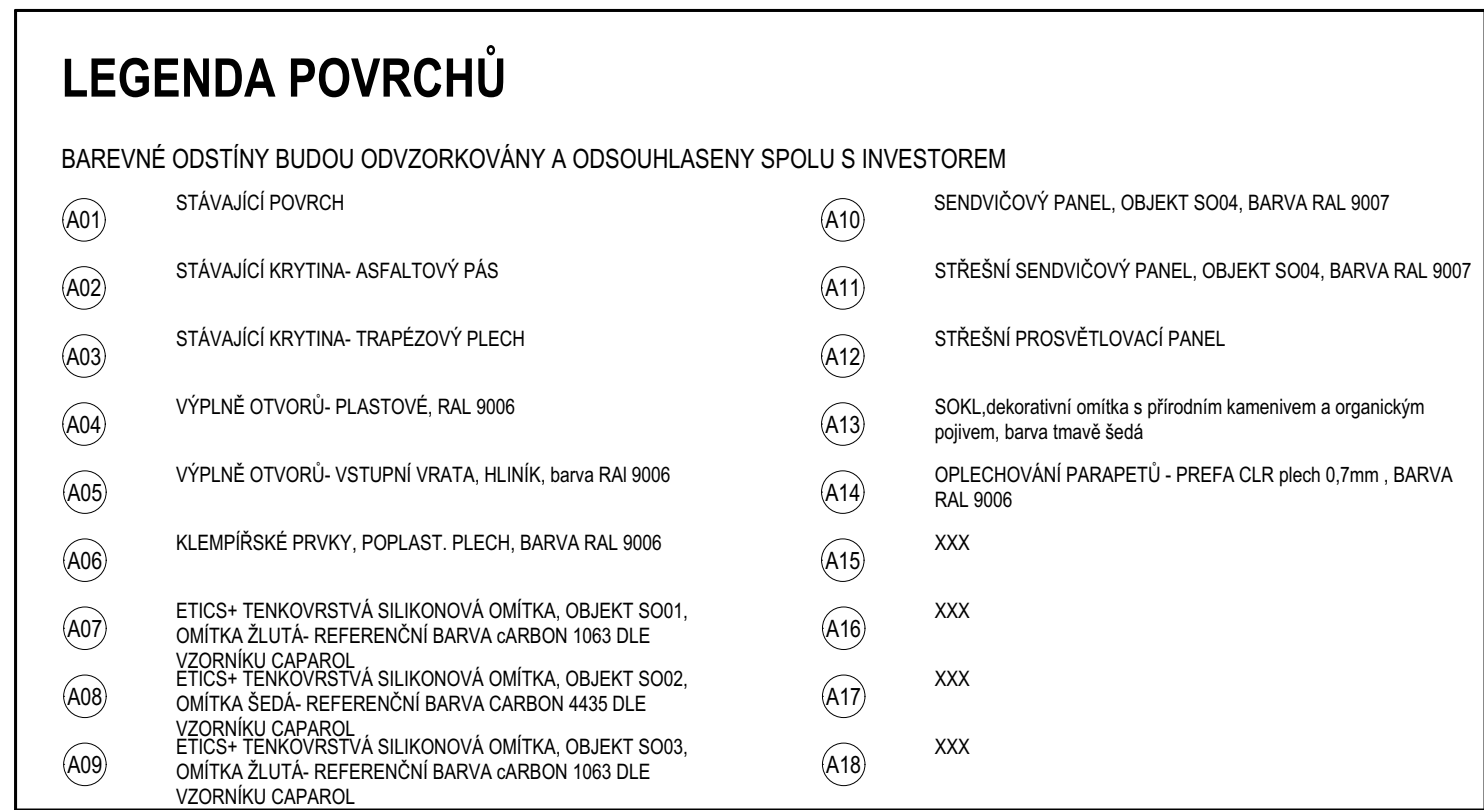 LEGENDA POVRCHŮ
BAREVNÉ ODSTÍNY BUDOU ODVZORKOVÁNY A ODSOUHLASENY SPOLU S INVESTOREM
A01 STÁVAJÍCÍ POVRCH
A02 STÁVAJÍCÍ KRYTINA- ASFALTOVÝ PÁS
A03 STÁVAJÍCÍ KRYTINA- TRAPÉZOVÝ PLECH
A04 VÝPLNĚ OTVORŮ- PLASTOVÉ, RAL 9006
A05 VÝPLNĚ OTVORŮ- VSTUPNÍ VRATA, HLINÍK, barva RAl 9006
A06 KLEMPÍŘSKÉ PRVKY, POPLAST. PLECH, BARVA RAL 9006
A07 ETICS+ TENKOVRSTVÁ SILIKONOVÁ OMÍTKA, OBJEKT SO01,
OMÍTKA ŽLUTÁ- REFERENČNÍ BARVA cARBON 1063 DLE
VZORNÍKU CAPAROL
A08 ETICS+ TENKOVRSTVÁ SILIKONOVÁ OMÍTKA, OBJEKT SO02,
OMÍTKA ŠEDÁ- REFERENČNÍ BARVA CARBON 4435 DLE
VZORNÍKU CAPAROL
A09 ETICS+ TENKOVRSTVÁ SILIKONOVÁ OMÍTKA, OBJEKT SO03,
OMÍTKA ŽLUTÁ- REFERENČNÍ BARVA cARBON 1063 DLE
VZORNÍKU CAPAROL
A10 SENDVIČOVÝ PANEL, OBJEKT SO04, BARVA RAL 9007
A11 STŘEŠNÍ SENDVIČOVÝ PANEL, OBJEKT SO04, BARVA RAL 9007
A12 STŘEŠNÍ PROSVĚTLOVACÍ PANEL
A13 SOKL,dekorativní omítka s přírodním kamenivem a organickým
pojivem, barva tmavě šedá
A14 OPLECHOVÁNÍ PARAPETŮ - PREFA CLR plech 0,7mm , BARVA
RAL 9006
A15 XXX
A16 XXX
A17 XXX
A18 XXX